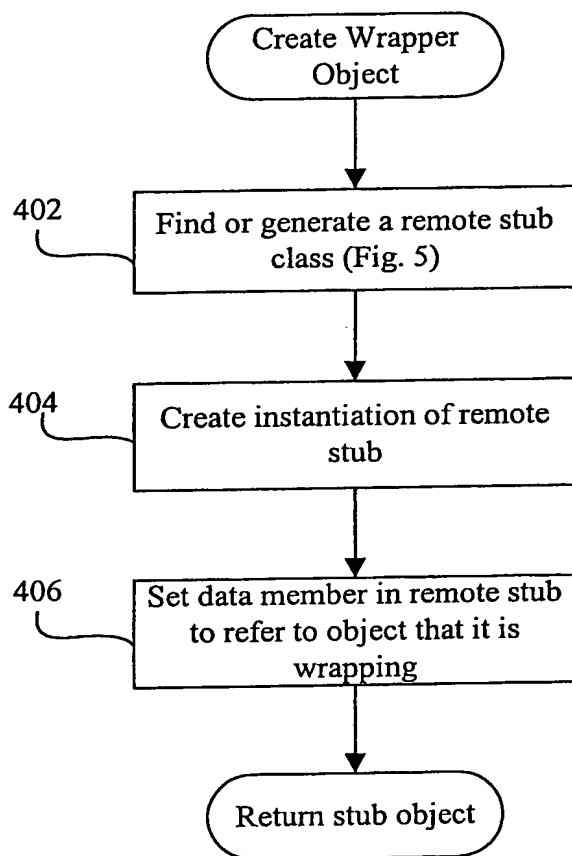 Create Wrapper
Object
402
Find or generate a remote stub
class (Fig. 5)
404
Create instantiation of remote
stub
406
Set data member in remote stub
to refer to object that it is
wrapping
Return stub object